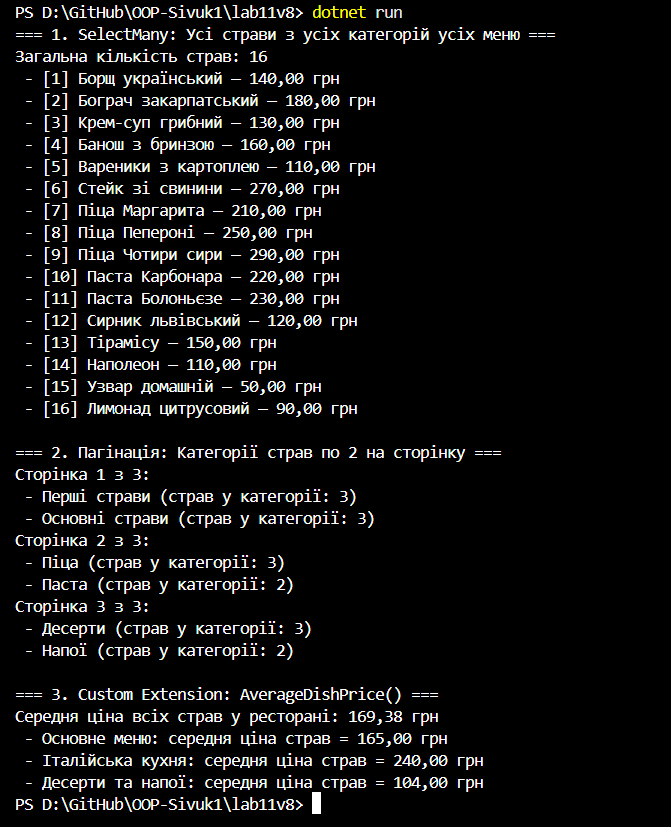 PS D:\GitHub\OOP-Sivuk1\lab11v8> dotnet run
=== 1. SelectMany: Усі страви з усіх категорій усіх меню ===
Загальна кількість страв: 16
 - [1] Борщ український — 140,00 грн
 - [2] Бограч закарпатський — 180,00 грн
 - [3] Крем-суп грибний — 130,00 грн
 - [4] Банош з бринзою — 160,00 грн
 - [5] Вареники з картоплею — 110,00 грн
 - [6] Стейк зі свинини — 270,00 грн
 - [7] Піца Маргарита — 210,00 грн
 - [8] Піца Пепероні — 250,00 грн
 - [9] Піца Чотири сири — 290,00 грн
 - [10] Паста Карбонара — 220,00 грн
 - [11] Паста Болоньєзе — 230,00 грн
 - [12] Сирник львівський — 120,00 грн
 - [13] Тірамісу — 150,00 грн
 - [14] Наполеон — 110,00 грн
 - [15] Узвар домашній — 50,00 грн
 - [16] Лимонад цитрусовий — 90,00 грн

=== 2. Пагінація: Категорії страв по 2 на сторінку ===
Сторінка 1 з 3:
 - Перші страви (страв у категорії: 3)
 - Основні страви (страв у категорії: 3)
Сторінка 2 з 3:
 - Піца (страв у категорії: 3)
 - Паста (страв у категорії: 2)
Сторінка 3 з 3:
 - Десерти (страв у категорії: 3)
 - Напої (страв у категорії: 2)

=== 3. Custom Extension: AverageDishPrice() ===
Середня ціна всіх страв у ресторані: 169,38 грн
 - Основне меню: середня ціна страв = 165,00 грн
 - Італійська кухня: середня ціна страв = 240,00 грн
 - Десерти та напої: середня ціна страв = 104,00 грн
PS D:\GitHub\OOP-Sivuk1\lab11v8>